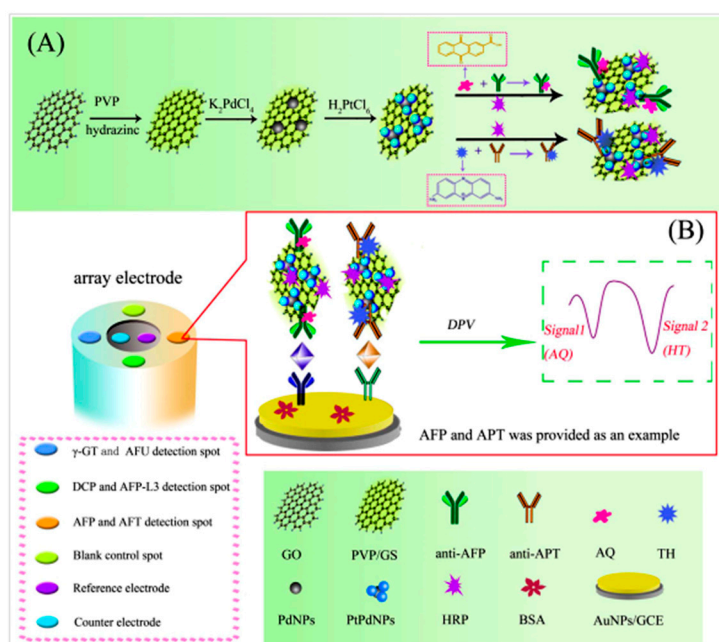 (A)
PVP
hydrazinc
K2PdCl4
H2PtCl6
(B)
array electrode
DPV
Signal1
(AQ)
Signal 2
(HT)
AFP and APT was provided as an example
γ-GT and AFU detection spot
DCP and AFP-L3 detection spot
AFP and AFT detection spot
Blank control spot
Reference electrode
Counter electrode
GO PVP/GS anti-AFP anti-APT AQ TH
PdNPs PtPdNPs HRP BSA AuNPs/GCE